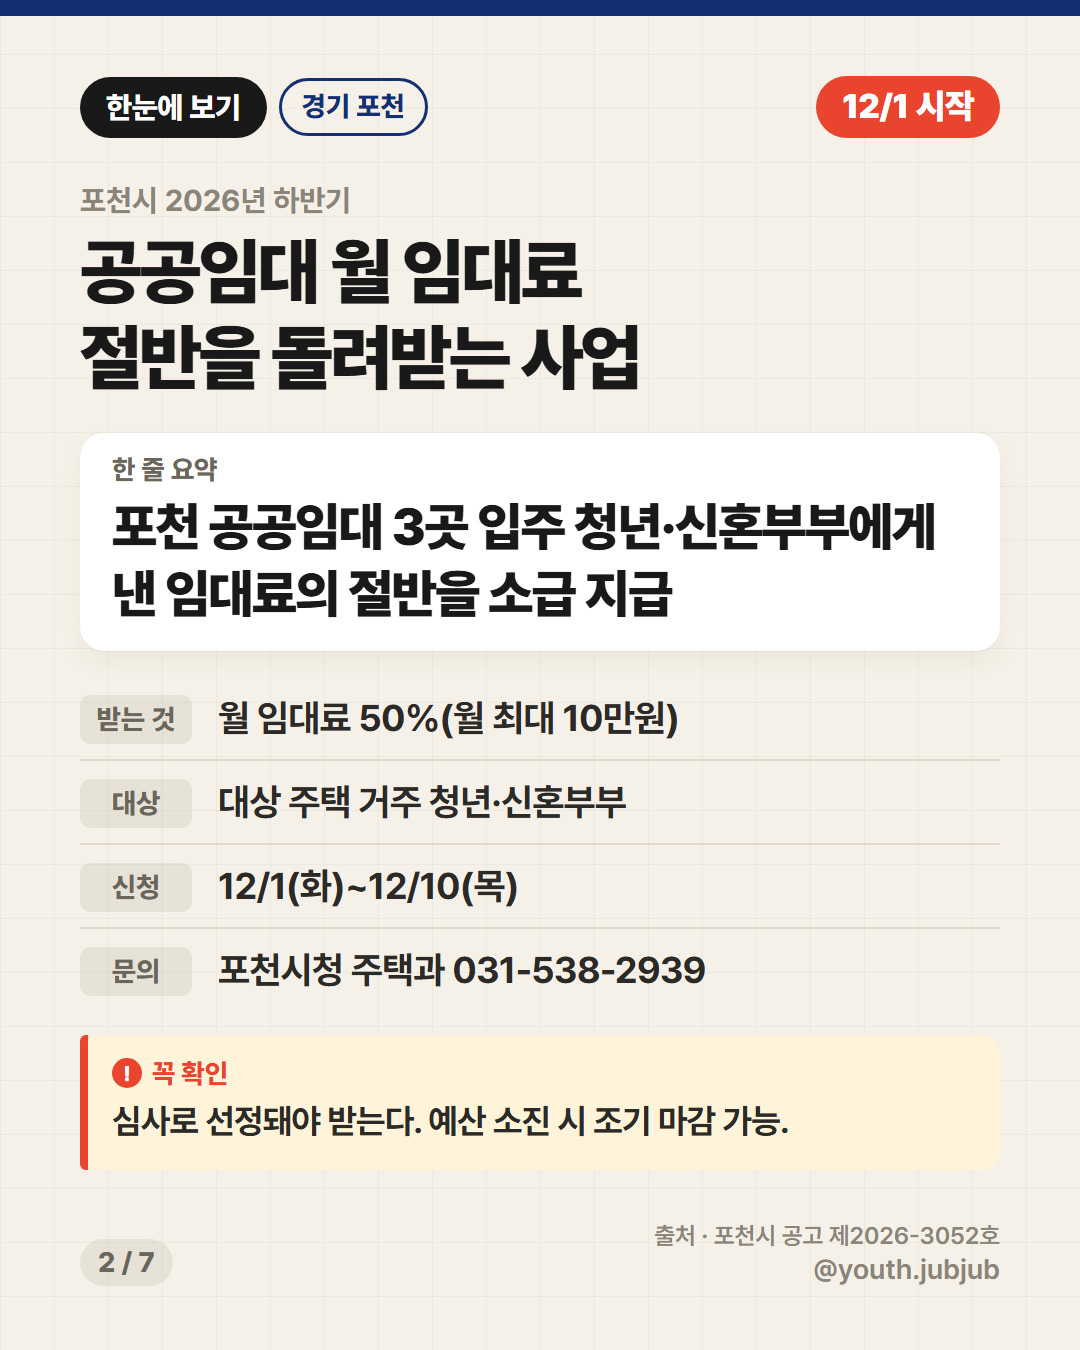 한눈에 보기
경기 포천
12/1 시작
포천시 2026년 하반기
공공임대 월 임대료
절반을 돌려받는 사업
한 줄 요약
포천 공공임대 3곳 입주 청년·신혼부부에게
낸 임대료의 절반을 소급 지급
받는 것
월 임대료 50%(월 최대 10만원)
대상
대상 주택 거주 청년·신혼부부
신청
12/1(화)~12/10(목)
문의
포천시청 주택과 031-538-2939
! 꼭 확인
심사로 선정돼야 받는다. 예산 소진 시 조기 마감 가능.
2 / 7
출처 · 포천시 공고 제2026-3052호
@youth.jubjub